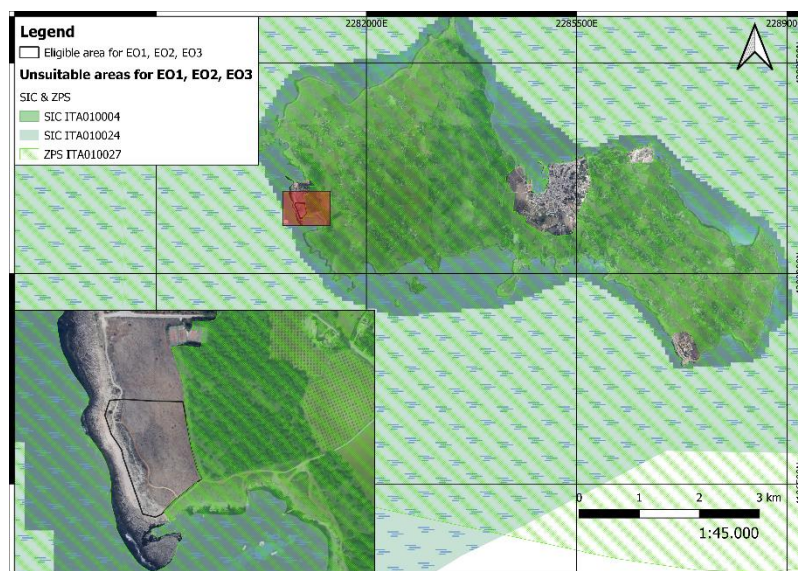 2282000E
2285500E
228900
Legend
Eligible area for EO1, EO2, EO3
Unsuitable areas for EO1, EO2, EO3
SIC & ZPS
SIC ITA010004
SIC ITA010024
ZPS ITA010027
0 1 2 3 km
1:45.000